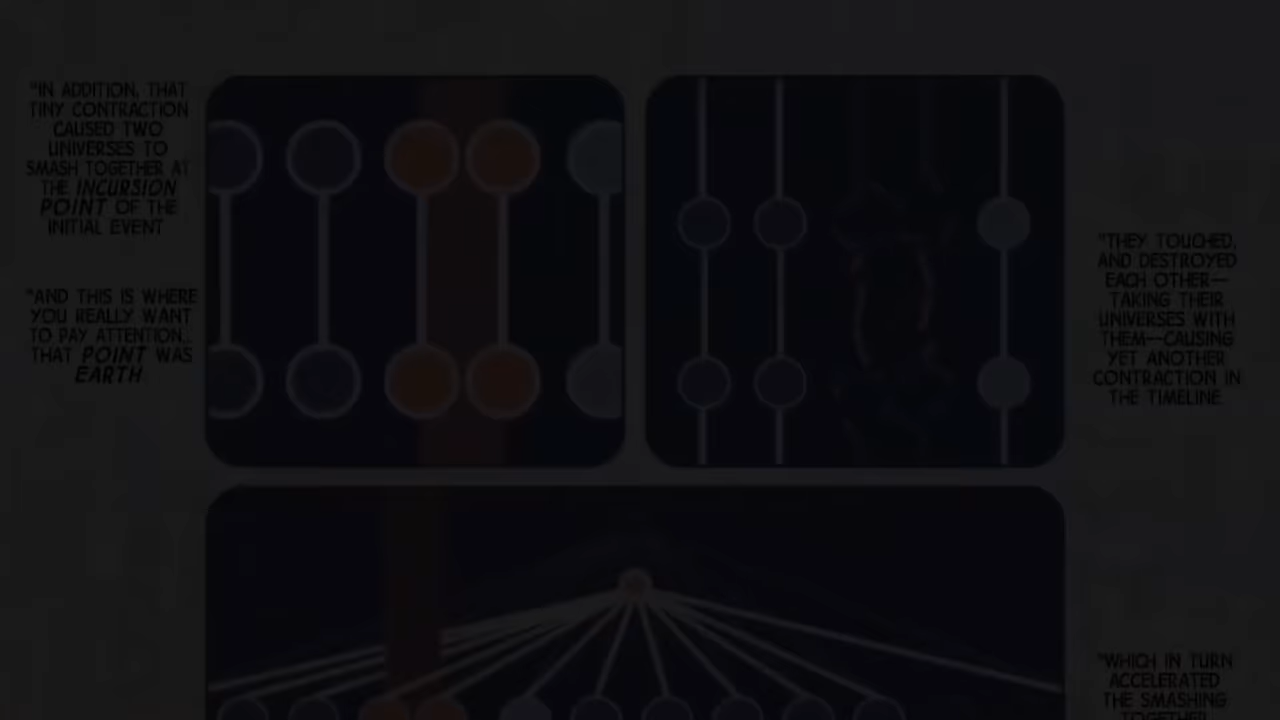 "IN ADDITION, THAT
TINY CONTRACTION
CAUSED TWO
UNIVERSES TO
SMASH TOGETHER AT
THE INCURSION
POINT OF THE
INITIAL EVENT.
"AND THIS IS WHERE
YOU REALLY WANT
TO PAY ATTENTION...
THAT POINT WAS
EARTH.
"THEY TOUCHED,
AND DESTROYED
EACH OTHER—
TAKING THEIR
UNIVERSES WITH
THEM—CAUSING
YET ANOTHER
CONTRACTION IN
THE TIMELINE.
"WHICH IN TURN
ACCELERATED
THE SMASHING
TOGETHER